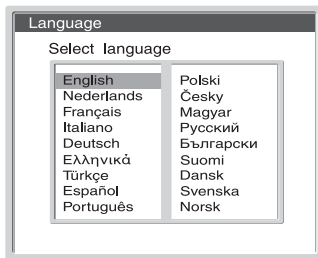 Language
Select language
English
Nederlands
Français
Italiano
Deutsch
Ελληνικά
Türkçe
Español
Português
Polski
Česky
Magyar
Русский
Български
Suomi
Dansk
Svenska
Norsk